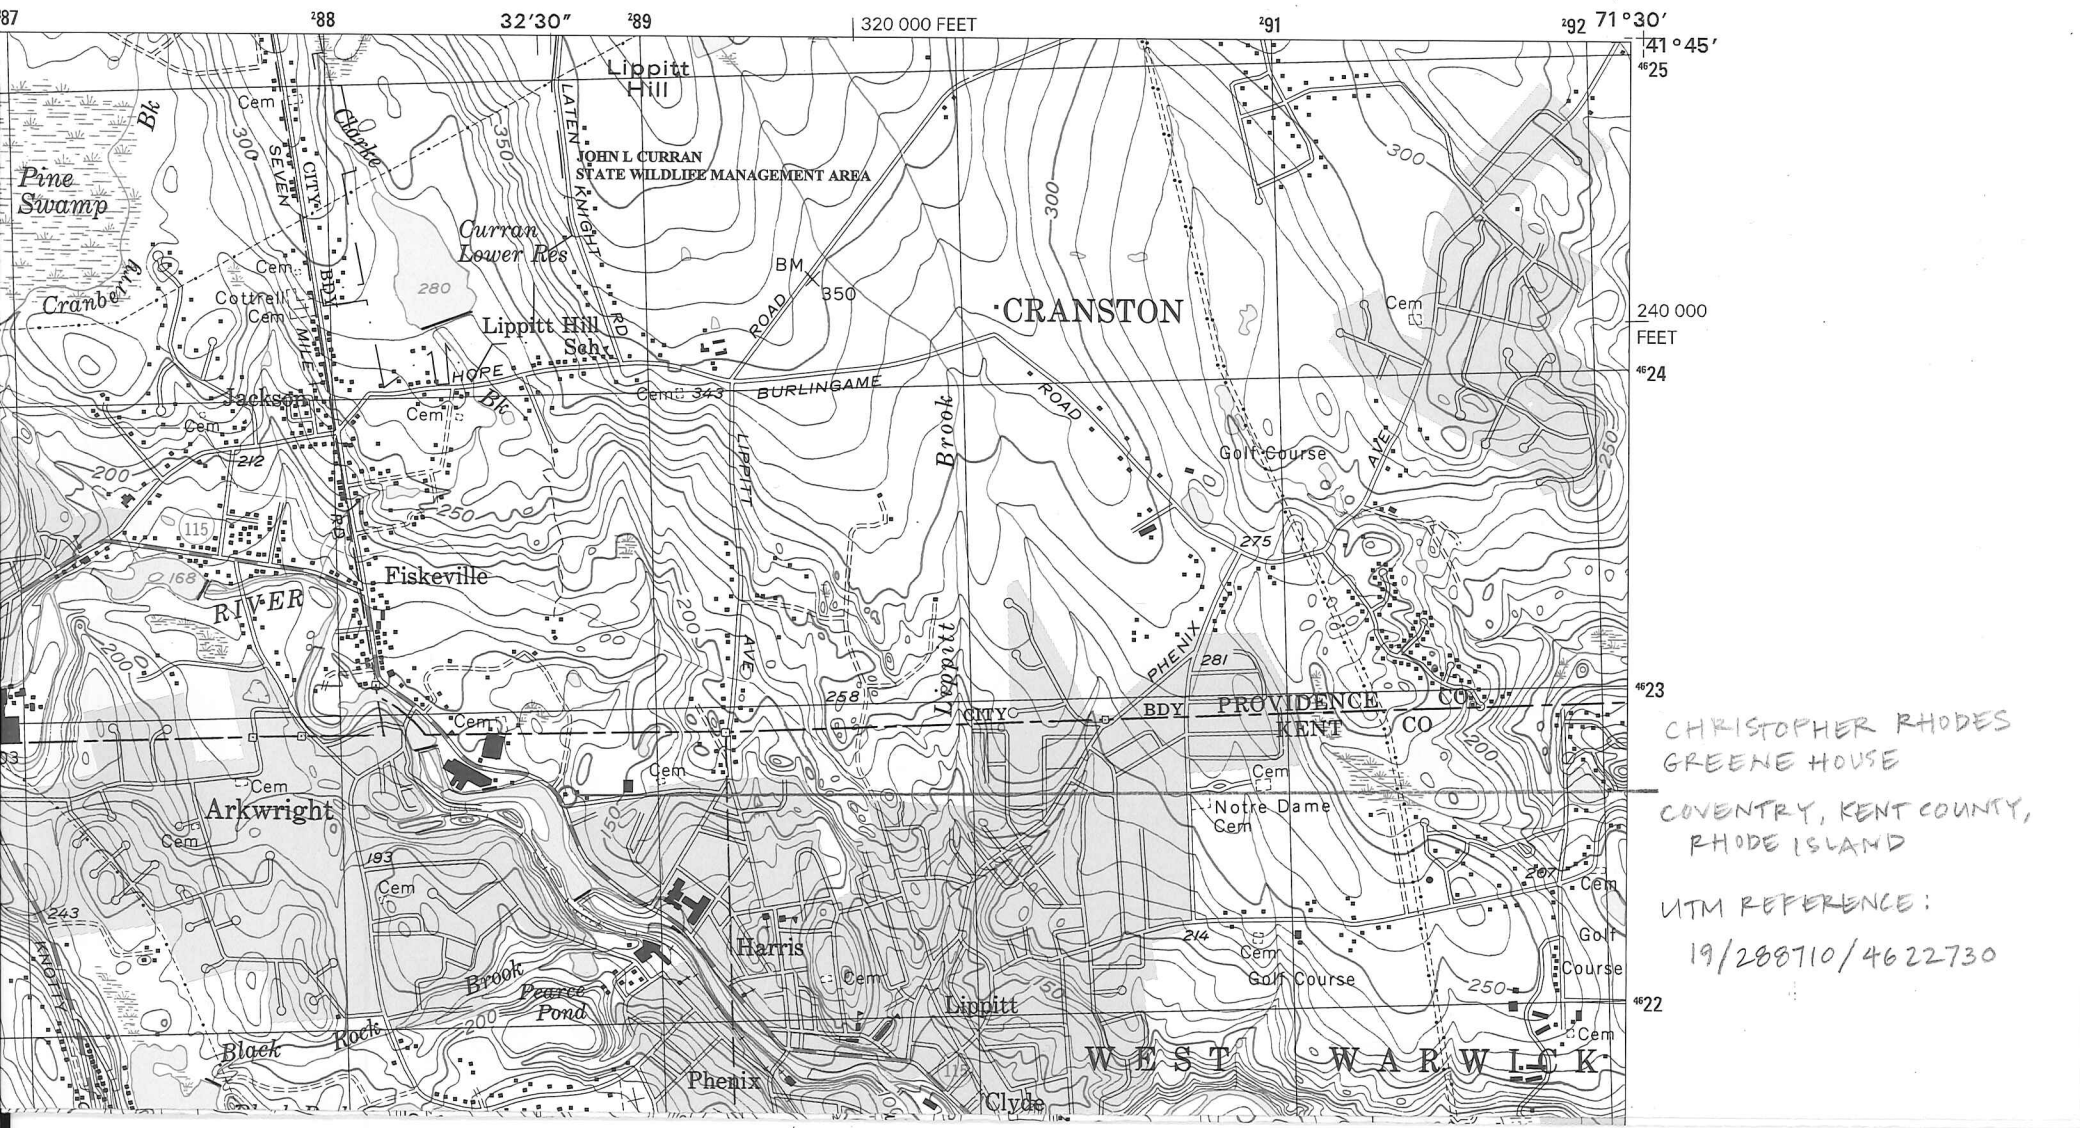 ²87 ²88 32'30" ²89 320 000 FEET ²91 ²92 71°30'
41°45'
⁴⁶25
Lippitt
Hill
Cem
Bk
Clarke
300
SEVEN
CITY
350
LATEN
JOHN L CURRAN
STATE WILDLIFE MANAGEMENT AREA
300
Pine
Swamp
KNIGHT
300
Curran
Lower Res
Cem
BDY
BM
350
280
Cranberry
Cottrell
Cem
MILE
Lippitt Hill
Sch
RD
ROAD
CRANSTON
Cem
240 000
FEET
⁴⁶24
HOPE
Bk
Cem
343
BURLINGAME
ROAD
Jackson
Cem
Cem
212
200
LIPPITT
Brook
Golf Course
AVE
250
250
115
RD
275
168
Fiskeville
RIVER
200
200
AVE
Lippitt
PHENIX
281
258
⁴⁶23
Cem
CITY
BDY
PROVIDENCE CO
KENT CO
200
03
Cem
Cem
Cem
Arkwright
Notre Dame
Cem
150
Cem
193
Cem
207
Cem
243
KNOTTY
214
Cem
Golf Course
Golf
Course
Harris
Cem
Brook
Pearce
Pond
200
Lippitt
250
250
⁴⁶22
Cem
Black
Rock
WEST WARWICK
Phenix
115
Clyde
CHRISTOPHER RHODES
GREENE HOUSE
COVENTRY, KENT COUNTY,
RHODE ISLAND
UTM REFERENCE:
19/288710/4622730